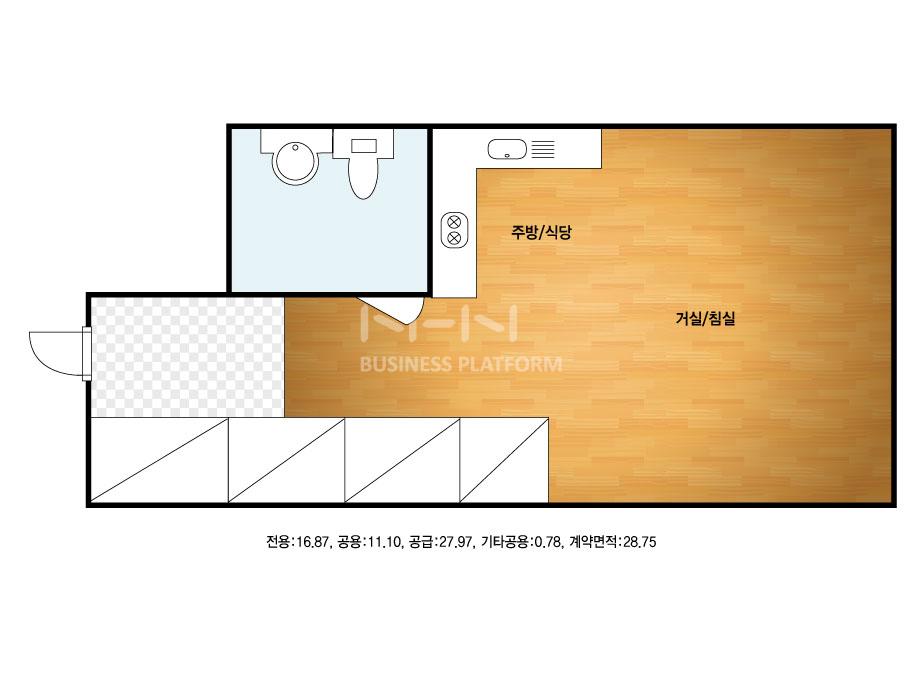 주방/식당
거실/침실
NHN
BUSINESS PLATFORM
전용:16.87, 공용:11.10, 공급:27.97, 기타공용:0.78, 계약면적:28.75